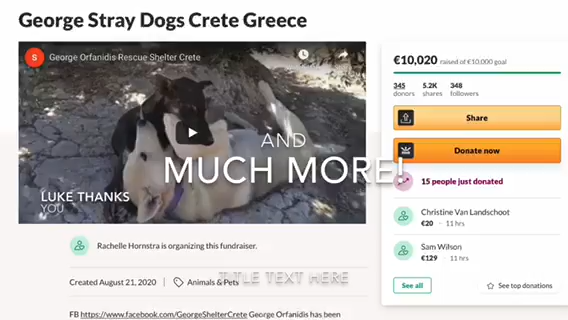 George Stray Dogs Crete Greece
S George Orfanidis Rescue Shelter Crete
AND
MUCH MORE!
LUKE THANKS
YOU
€10,020 raised of €10,000 goal
345 5.2K 348
donors shares followers
Share
Donate now
15 people just donated
Christine Van Landschoot
€20 · 11 hrs
Sam Wilson
€129 · 11 hrs
See all
See top donations
Rachelle Hornstra is organizing this fundraiser.
Created August 21, 2020
Animals & Pets
TITLE TEXT HERE
FB https://www.facebook.com/GeorgeShelterCrete George Orfanidis has been